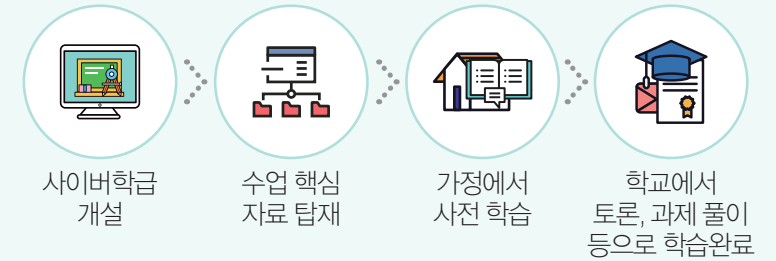 사이버학급
개설
수업 핵심
자료 탑재
가정에서
사전 학습
학교에서
토론, 과제 풀이
등으로 학습완료